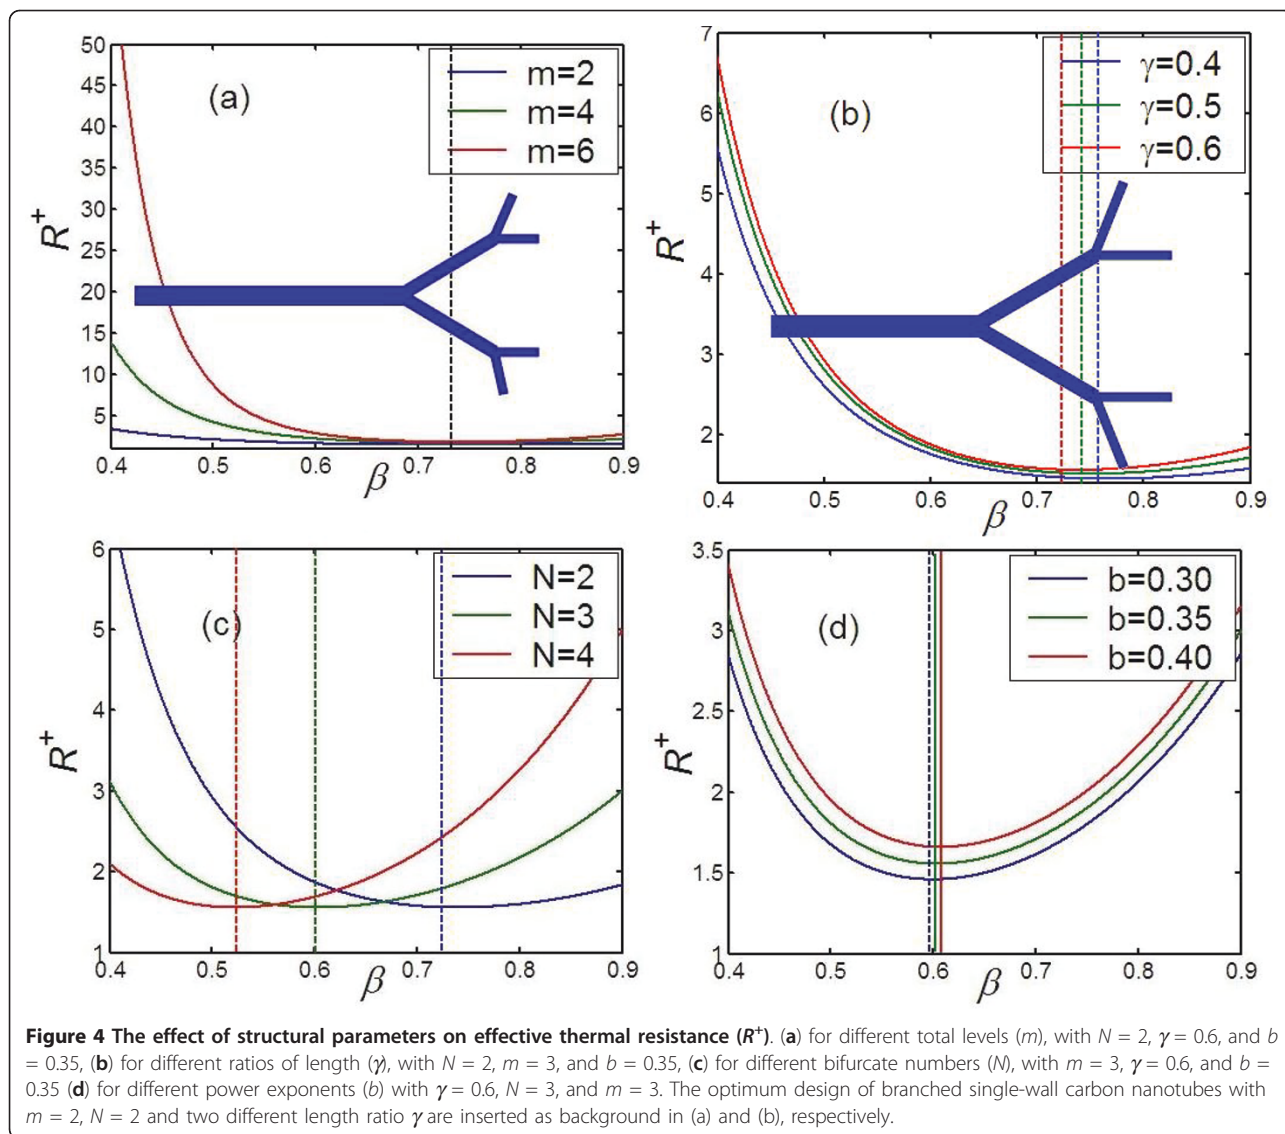 50
45
40
35
30
25
20
15
10
5
0.4 0.5 0.6 0.7 0.8 0.9
R⁺
β
(a)
m=2
m=4
m=6
7
6
5
4
3
2
0.4 0.5 0.6 0.7 0.8 0.9
R⁺
β
(b)
γ=0.4
γ=0.5
γ=0.6
6
5
4
3
2
1
0.4 0.5 0.6 0.7 0.8 0.9
R⁺
β
(c)
N=2
N=3
N=4
3.5
3
2.5
2
1.5
1
0.4 0.5 0.6 0.7 0.8 0.9
R⁺
β
(d)
b=0.30
b=0.35
b=0.40
Figure 4 The effect of structural parameters on effective thermal resistance (R⁺). (a) for different total levels (m), with N = 2, γ = 0.6, and b
= 0.35, (b) for different ratios of length (γ), with N = 2, m = 3, and b = 0.35, (c) for different bifurcate numbers (N), with m = 3, γ = 0.6, and b =
0.35 (d) for different power exponents (b) with γ = 0.6, N = 3, and m = 3. The optimum design of branched single-wall carbon nanotubes with
m = 2, N = 2 and two different length ratio γ are inserted as background in (a) and (b), respectively.